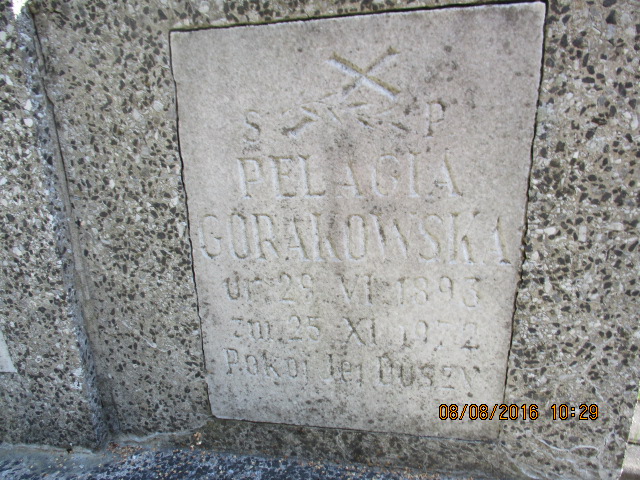 S P
PELAGIA
GÓRAKOWSKA
ur. 29 VI 1893
zm. 25 XI 1972
Pokój Jej Duszy
08/08/2016 10:29